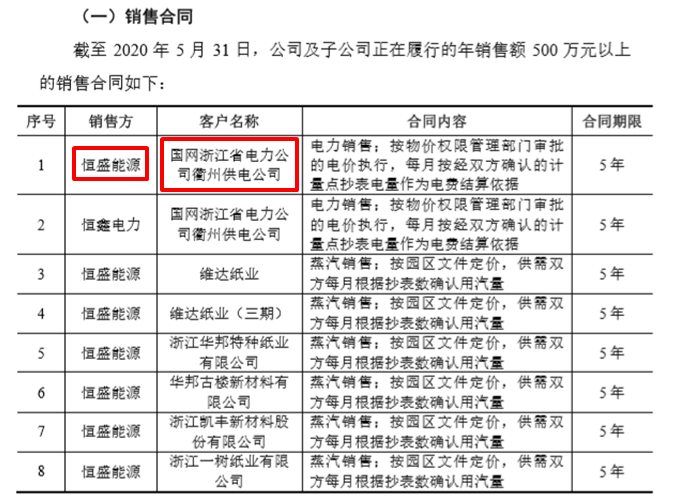 （一）销售合同
截至 2020 年 5 月 31 日，公司及子公司正在履行的年销售额 500 万元以上
的销售合同如下：
序号 销售方 客户名称 合同内容 合同期限
1 恒盛能源 国网浙江省电力公司衢州供电公司 电力销售；按物价权限管理部门审批的电价执行，每月按经双方确认的计量点抄表电量作为电费结算依据 5 年
2 恒鑫电力 国网浙江省电力公司衢州供电公司 电力销售；按物价权限管理部门审批的电价执行，每月按经双方确认的计量点抄表电量作为电费结算依据 5 年
3 恒盛能源 维达纸业 蒸汽销售；按园区文件定价，供需双方每月根据抄表数确认用汽量 5 年
4 恒盛能源 维达纸业（三期） 蒸汽销售；按园区文件定价，供需双方每月根据抄表数确认用汽量 5 年
5 恒盛能源 浙江华邦特种纸业有限公司 蒸汽销售；按园区文件定价，供需双方每月根据抄表数确认用汽量 5 年
6 恒盛能源 华邦古楼新材料有限公司 蒸汽销售；按园区文件定价，供需双方每月根据抄表数确认用汽量 5 年
7 恒盛能源 浙江凯丰新材料股份有限公司 蒸汽销售；按园区文件定价，供需双方每月根据抄表数确认用汽量 5 年
8 恒盛能源 浙江一树纸业有限公司 蒸汽销售；按园区文件定价，供需双方每月根据抄表数确认用汽量 5 年